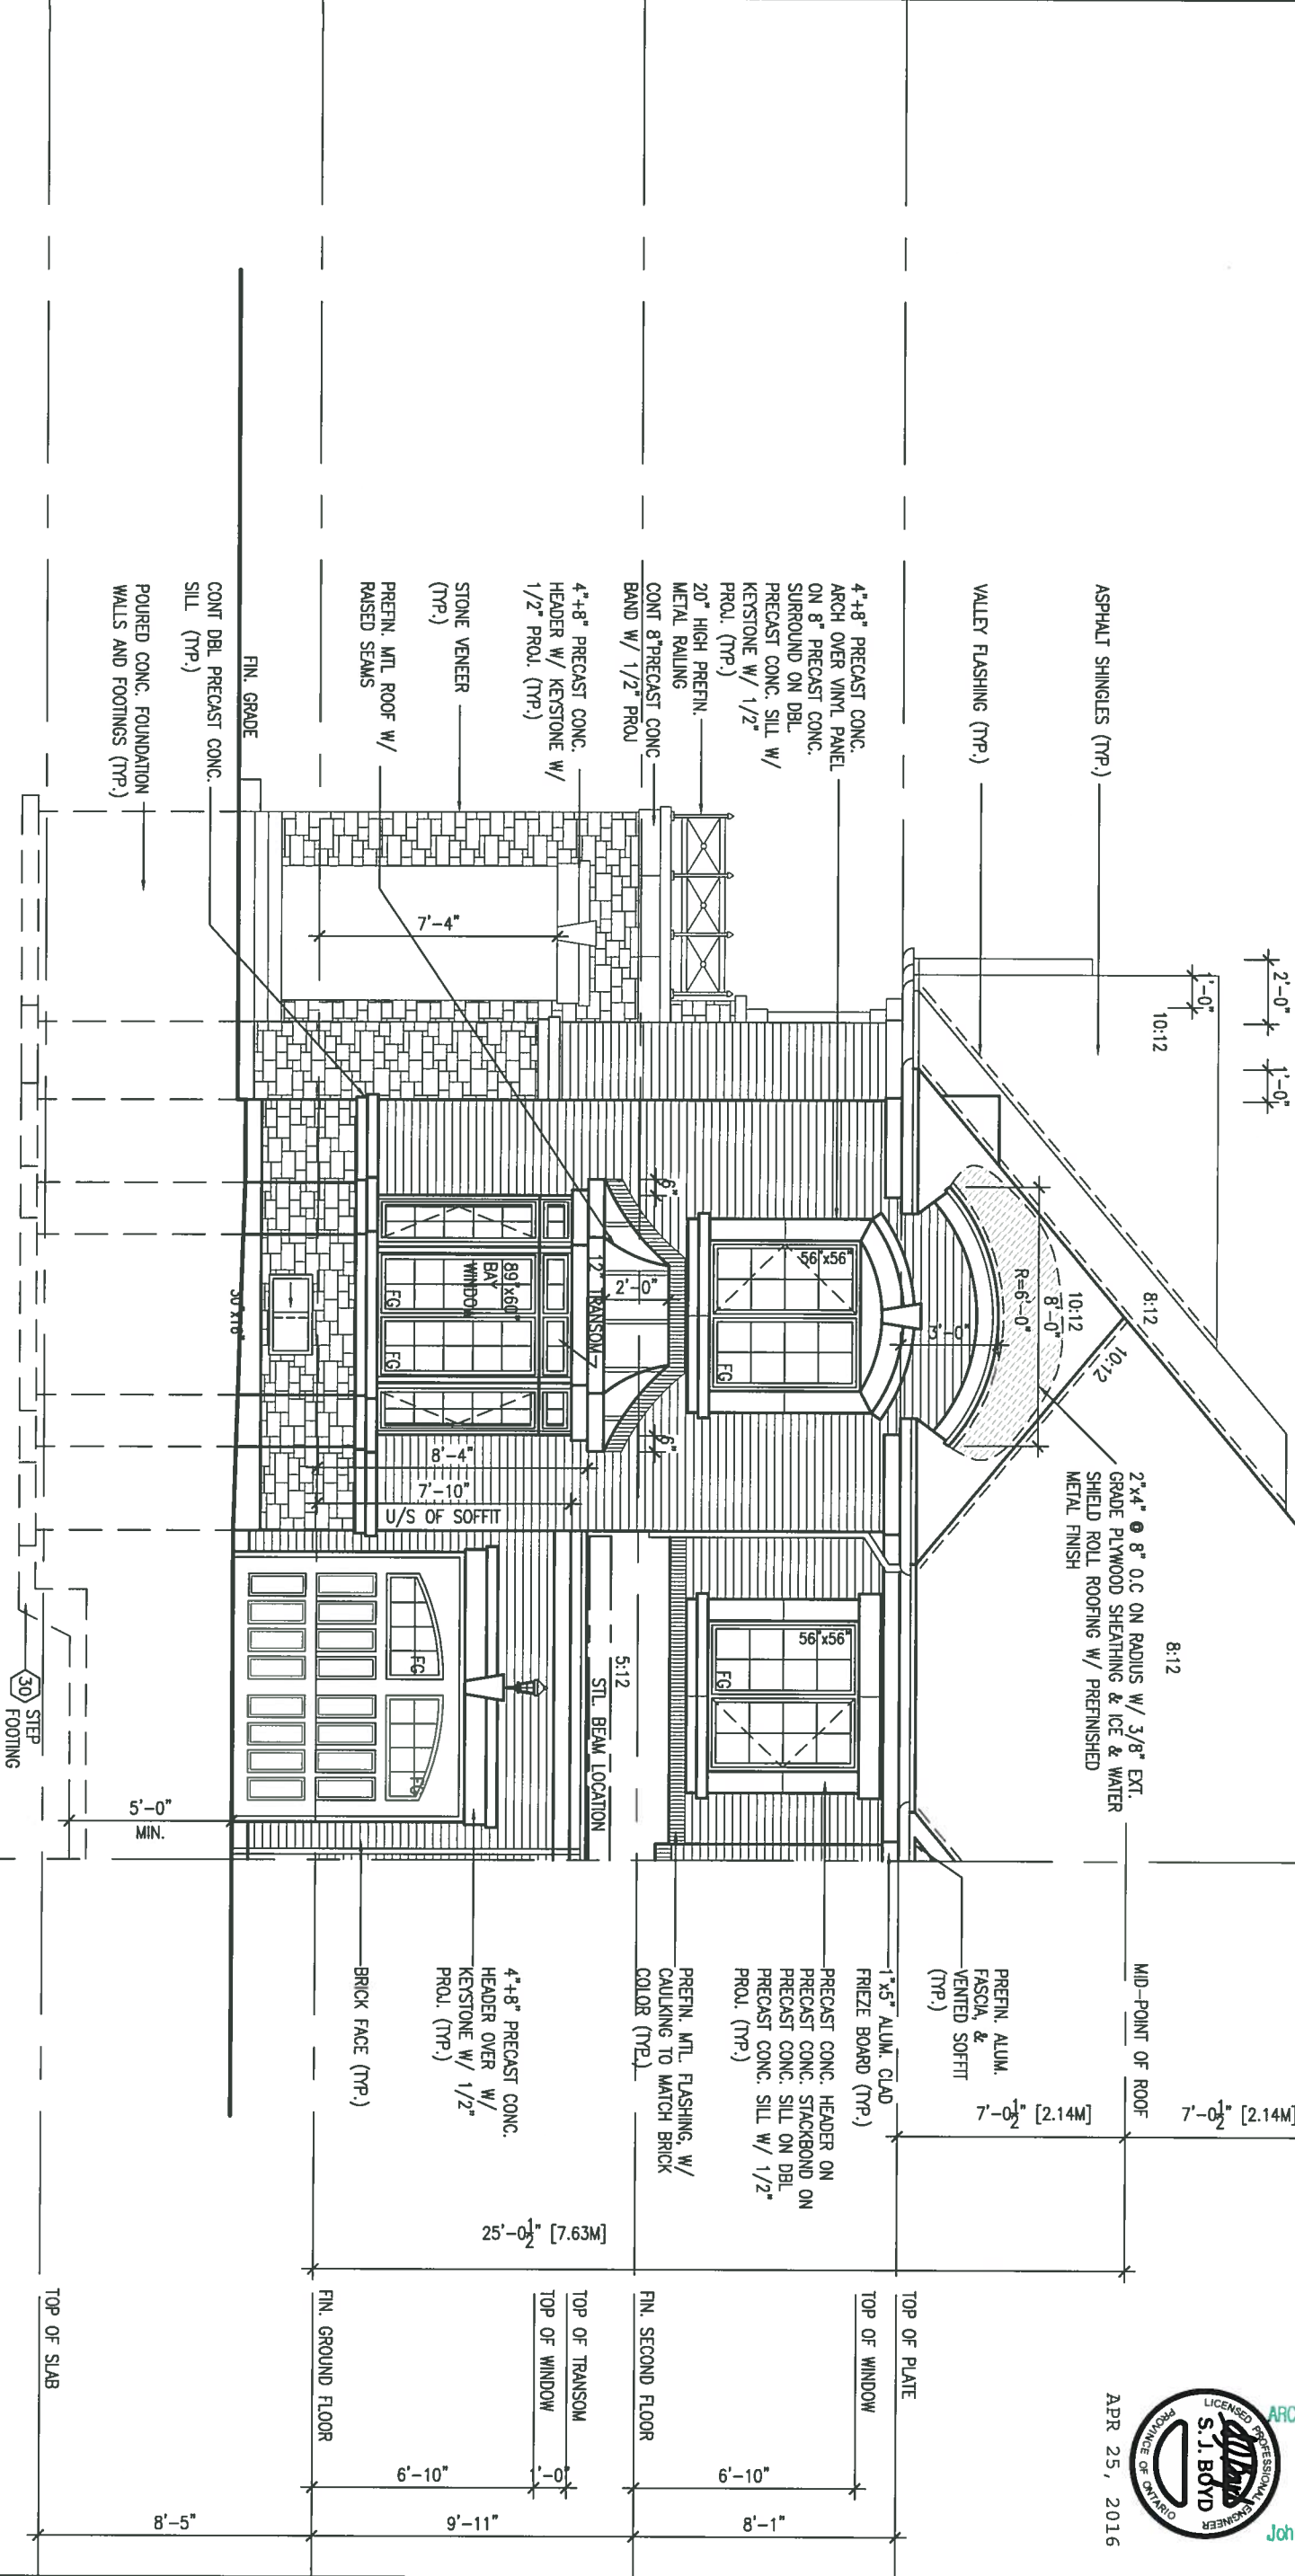 2'-0"
1'-0"
1'-0"
10:12
ASPHALT SHINGLES (TYP.)
VALLEY FLASHING (TYP.)
4"+8" PRECAST CONC.
ARCH OVER VINYL PANEL
ON 8" PRECAST CONC.
SURROUND ON DBL.
PRECAST CONC. SILL W/
KEYSTONE W/ 1/2"
PROJ. (TYP.)
20" HIGH PREFIN.
METAL RAILING
CONT 8"PRECAST CONC
BAND W/ 1/2" PROJ
4"+8" PRECAST CONC.
HEADER W/ KEYSTONE W/
1/2" PROJ. (TYP.)
STONE VENEER
(TYP.)
PREFIN. MTL ROOF W/
RAISED SEAMS
FIN. GRADE
CONT DBL PRECAST CONC.
SILL (TYP.)
POURED CONC. FOUNDATION
WALLS AND FOOTINGS (TYP.)
7'-4"
8:12
10:12
10:12
8'-0"
R=6'-0"
3'-0"
56"x56"
FG
6"
6"
2'-0"
12" TRANSOM
89"x60"
BAY
WINDOW
FG
FG
8'-4"
7'-10"
U/S OF SOFFIT
30"x16"
2"x4" @ 8" O.C ON RADIUS W/ 3/8" EXT.
GRADE PLYWOOD SHEATHING & ICE & WATER
SHIELD ROLL ROOFING W/ PREFINISHED
METAL FINISH
8:12
56"x56"
FG
5:12
STL. BEAM LOCATION
FG
FG
5'-0"
MIN.
30
STEP
FOOTING
MID-POINT OF ROOF
PREFIN. ALUM.
FASCIA, &
VENTED SOFFIT
(TYP.)
1"x5" ALUM. CLAD
FRIEZE BOARD (TYP.)
PRECAST CONC. HEADER ON
PRECAST CONC. STACKBOND ON
PRECAST CONC. SILL ON DBL
PRECAST CONC. SILL W/ 1/2"
PROJ. (TYP.)
PREFIN. MTL. FLASHING, W/
CAULKING TO MATCH BRICK
COLOR (TYP.)
4"+8" PRECAST CONC.
HEADER OVER W/
KEYSTONE W/ 1/2"
PROJ. (TYP.)
BRICK FACE (TYP.)
7'-0½" [2.14M]
7'-0½" [2.14M]
25'-0½" [7.63M]
TOP OF PLATE
TOP OF WINDOW
FIN. SECOND FLOOR
TOP OF TRANSOM
TOP OF WINDOW
FIN. GROUND FLOOR
TOP OF SLAB
6'-10"
1'-0"
6'-10"
8'-1"
9'-11"
8'-5"
ARC
LICENSED PROFESSIONAL ENGINEER
S. J. BOYD
PROVINCE OF ONTARIO
APR 25, 2016
Joh